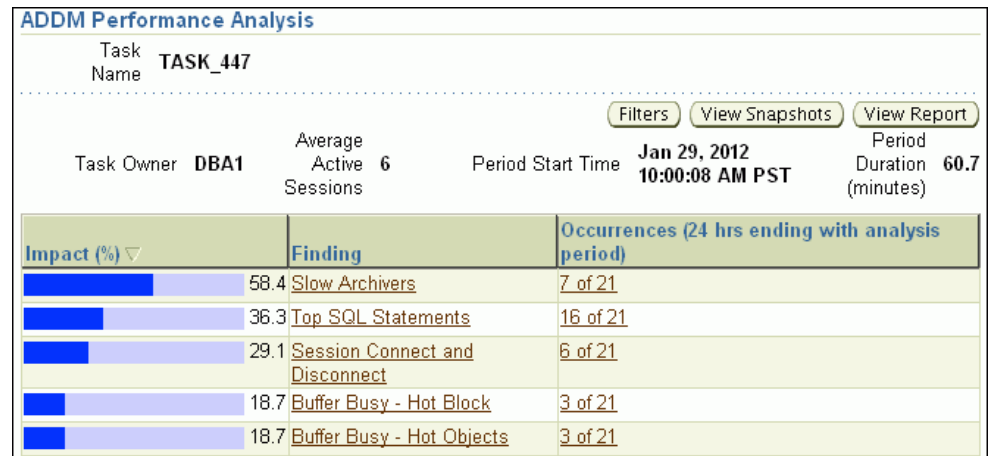 ADDM Performance Analysis
Task Name TASK_447
Filters View Snapshots View Report
Task Owner DBA1 Average Active Sessions 6 Period Start Time Jan 29, 2012 10:00:08 AM PST Period Duration (minutes) 60.7
Impact (%) Finding Occurrences (24 hrs ending with analysis period)
58.4 Slow Archivers 7 of 21
36.3 Top SQL Statements 16 of 21
29.1 Session Connect and Disconnect 6 of 21
18.7 Buffer Busy - Hot Block 3 of 21
18.7 Buffer Busy - Hot Objects 3 of 21